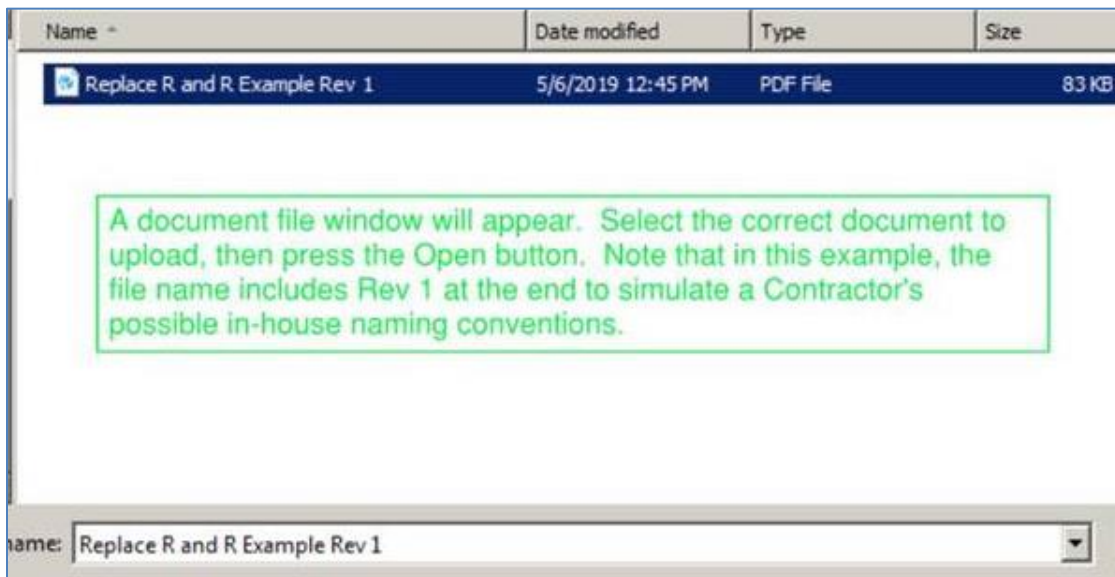 Name Date modified Type Size
Replace R and R Example Rev 1 5/6/2019 12:45 PM PDF File 83 KB
A document file window will appear. Select the correct document to
upload, then press the Open button. Note that in this example, the
file name includes Rev 1 at the end to simulate a Contractor's
possible in-house naming conventions.
name: Replace R and R Example Rev 1